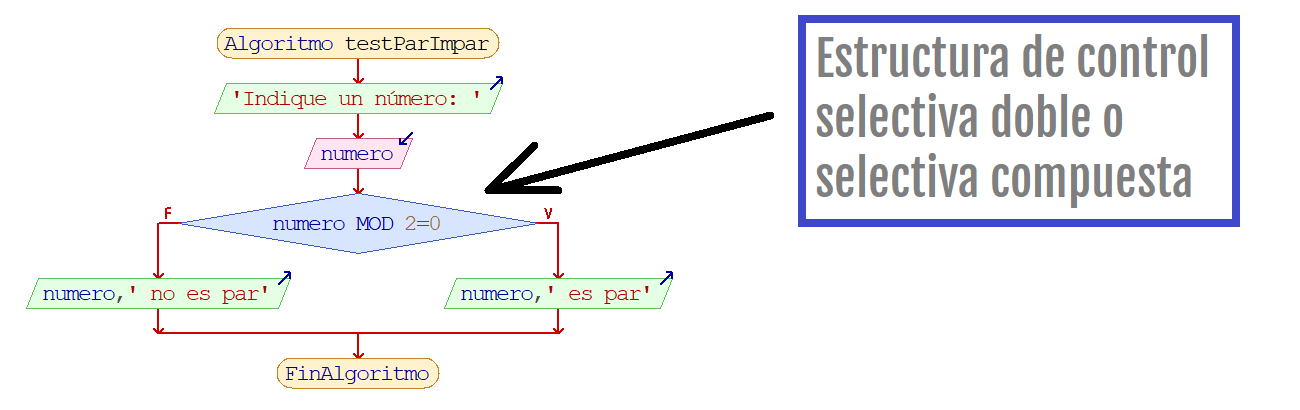 Algoritmo testParImpar
'Indique un número: '
numero
F
numero MOD 2=0
V
numero,' no es par'
numero,' es par'
FinAlgoritmo
Estructura de control
selectiva doble o
selectiva compuesta